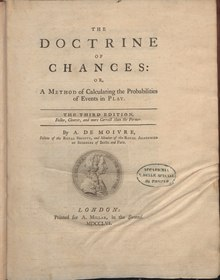 THE
DOCTRINE
OF
CHANCES:
OR,
A METHOD of Calculating the Probabilities
of Events in PLAY.
THE THIRD EDITION,
Fuller, Clearer, and more Correct than the Former.
By A. DE MOIVRE,
Fellow of the ROYAL SOCIETY, and Member of the ROYAL ACADEMIES
OF SCIENCES of Berlin and Paris.
LONDON:
Printed for A. MILLAR, in the Strand.
MDCCLVI.